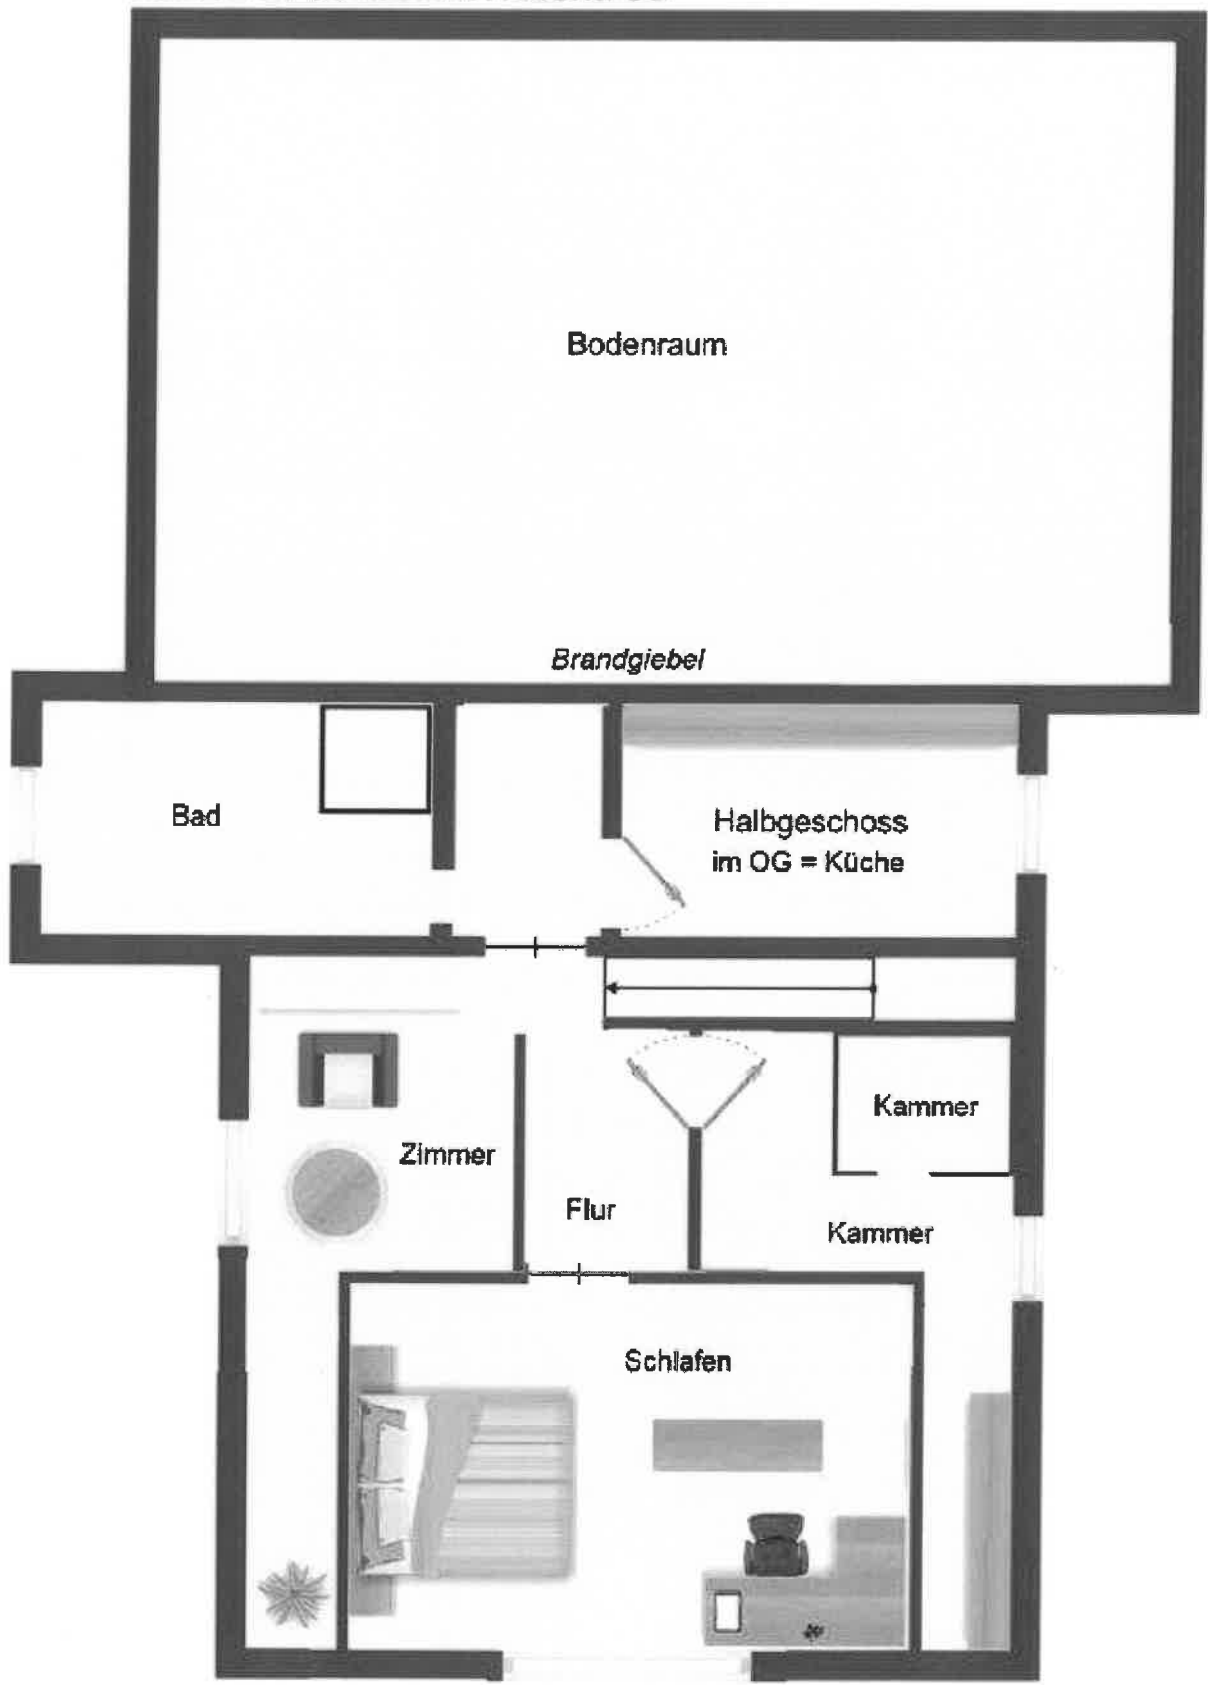 Bodenraum
Brandgiebel
Bad
Halbgeschoss
im OG = Küche
Kammer
Zimmer
Flur
Kammer
Schlafen